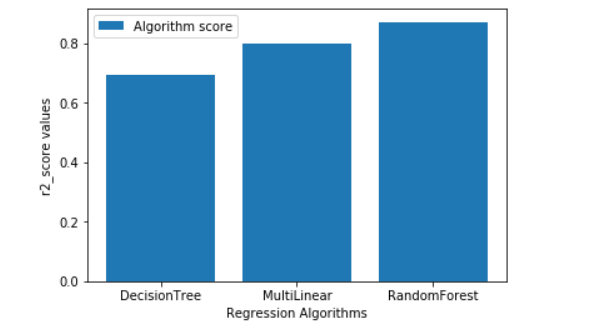 Algorithm score
r2_score values
0.8
0.6
0.4
0.2
0.0
DecisionTree
MultiLinear
RandomForest
Regression Algorithms